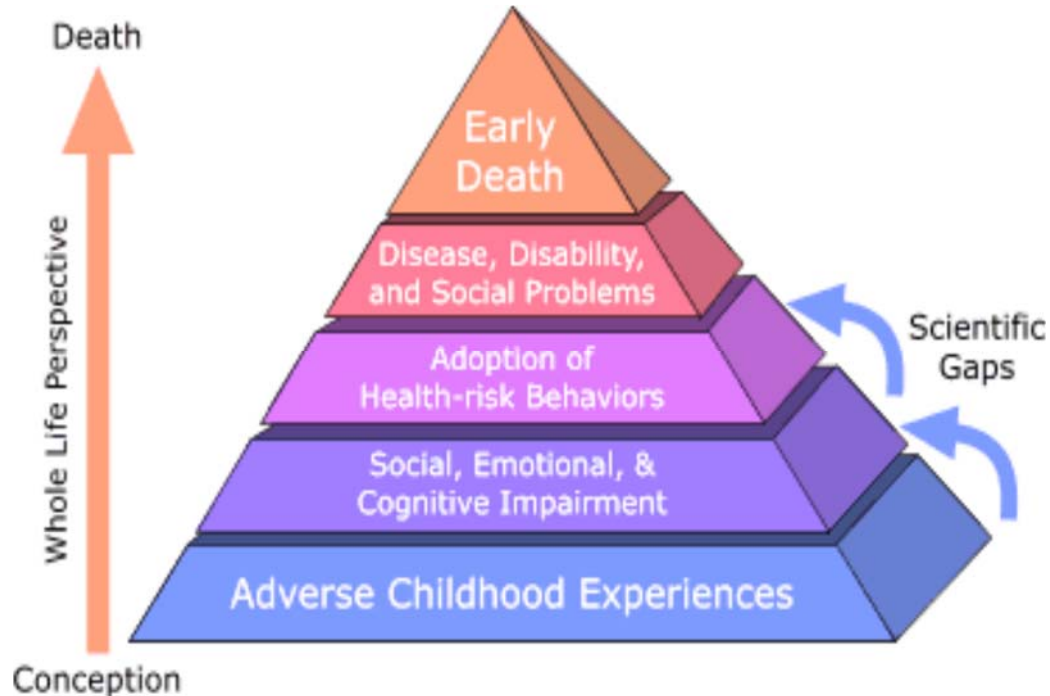 Death
Whole Life Perspective
Conception
Early
Death
Disease, Disability,
and Social Problems
Adoption of
Health-risk Behaviors
Social, Emotional, &
Cognitive Impairment
Adverse Childhood Experiences
Scientific
Gaps